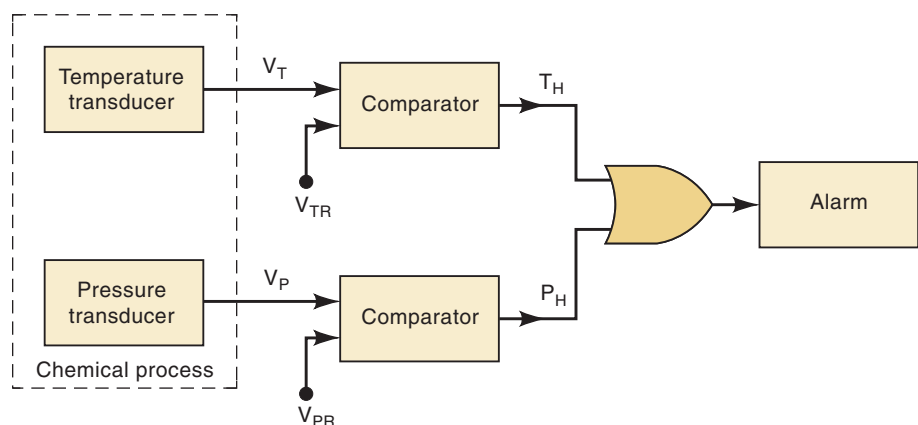 Temperature
transducer
V_T
Comparator
V_TR
T_H
Alarm
Pressure
transducer
V_P
Comparator
V_PR
P_H
Chemical process